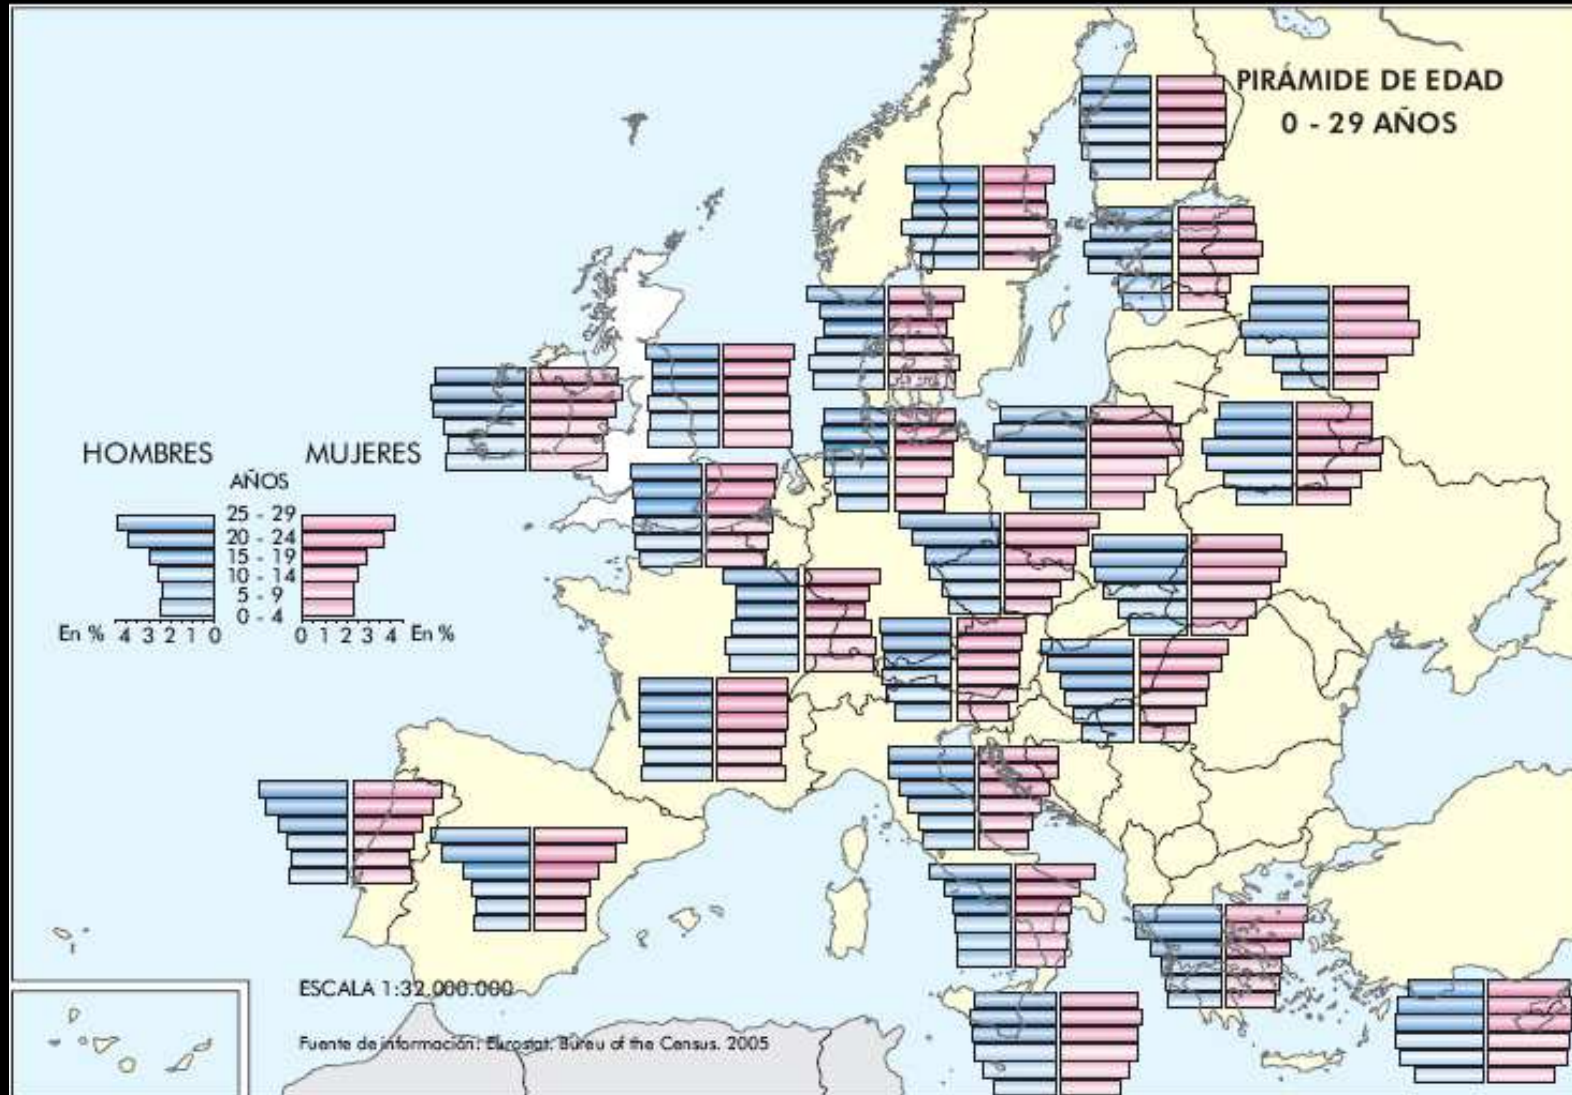 PIRÁMIDE DE EDAD
0 - 29 AÑOS
HOMBRES MUJERES
AÑOS
25 - 29
20 - 24
15 - 19
10 - 14
5 - 9
0 - 4
En % 4 3 2 1 0 0 1 2 3 4 En %
ESCALA 1:32.000.000
Fuente de información: Eurostat. Bureu of the Census. 2005